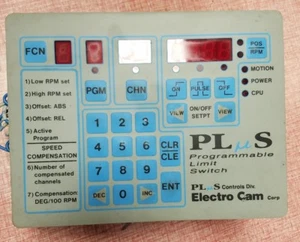 FCN
POS
RPM
MOTION
POWER
CPU
PGM
CHN
ON
PULSE
OFF
VIEW
ON/OFF
SETPT
VIEW
1) Low RPM set
2) High RPM set
3) Offset: ABS
4) Offset: REL
5) Active
Program
SPEED
COMPENSATION
6) Number of
compensated
channels
7) Compensation:
DEG/100 RPM
1
2
3
CLR
CLE
4
5
6
7
8
9
ENT
DEC
0
INC
PLμS
Programmable
Limit
Switch
PLμS Controls Div.
Electro Cam Corp